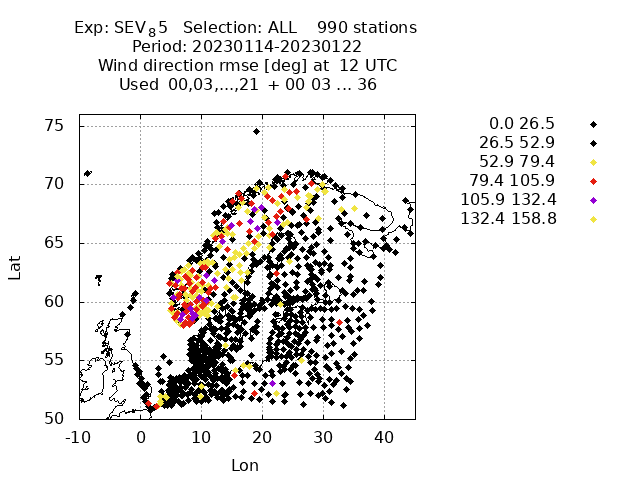 Exp: SEV₈5 Selection: ALL 990 stations
Period: 20230114-20230122
Wind direction rmse [deg] at 12 UTC
Used 00,03,...,21 + 00 03 ... 36
0.0 26.5
26.5 52.9
52.9 79.4
79.4 105.9
105.9 132.4
132.4 158.8
75
70
65
60
55
50
Lat
-10 0 10 20 30 40
Lon